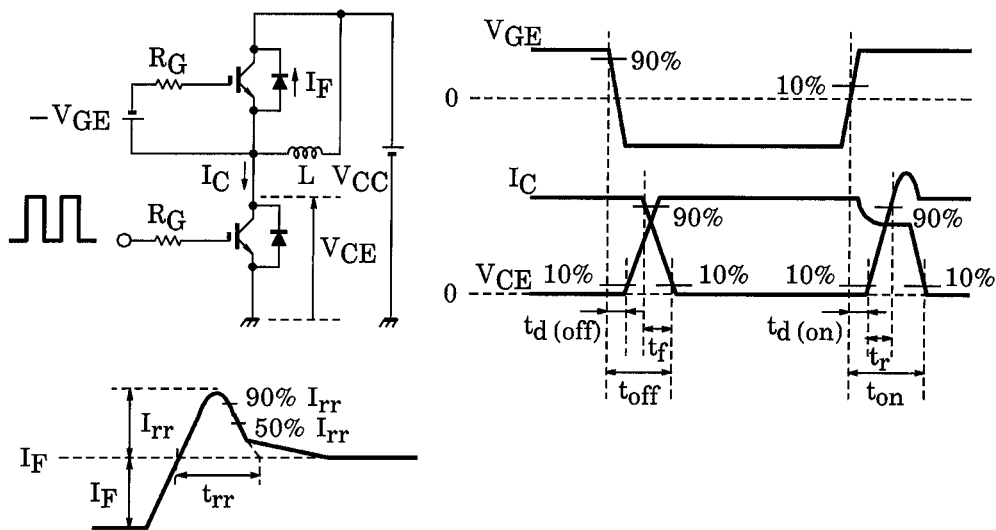 RG
IF
−VGE
IC
L
VCC
RG
VCE
VGE
90%
10%
0
IC
90%
90%
VCE
10%
10%
10%
10%
0
td (off)
tf
toff
td (on)
tr
ton
90% Irr
Irr
50% Irr
IF
IF
trr